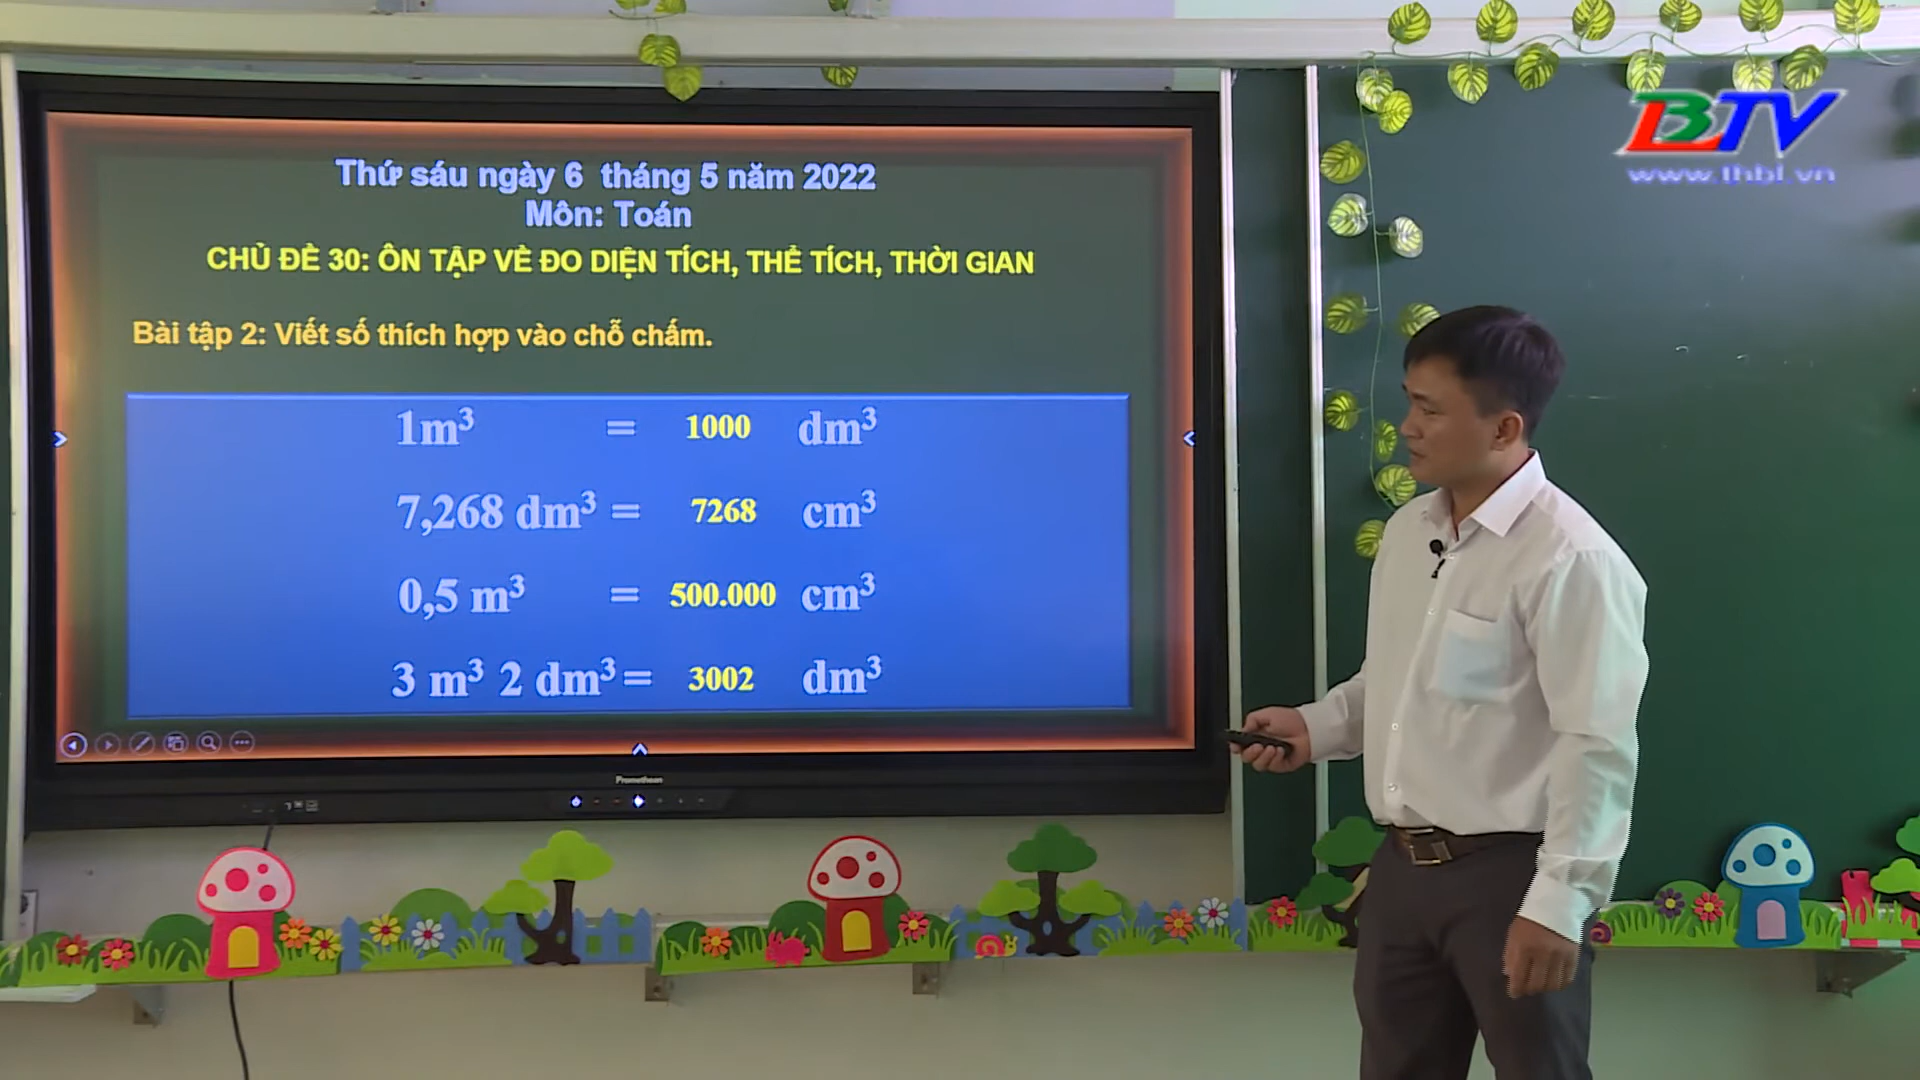 BTV
www.thbt.vn
Thứ sáu ngày 6 tháng 5 năm 2022
Môn: Toán
CHỦ ĐỀ 30: ÔN TẬP VỀ ĐO DIỆN TÍCH, THỂ TÍCH, THỜI GIAN
Bài tập 2: Viết số thích hợp vào chỗ chấm.
1m³ = 1000 dm³
7,268 dm³ = 7268 cm³
0,5 m³ = 500.000 cm³
3 m³ 2 dm³ = 3002 dm³
Promethean